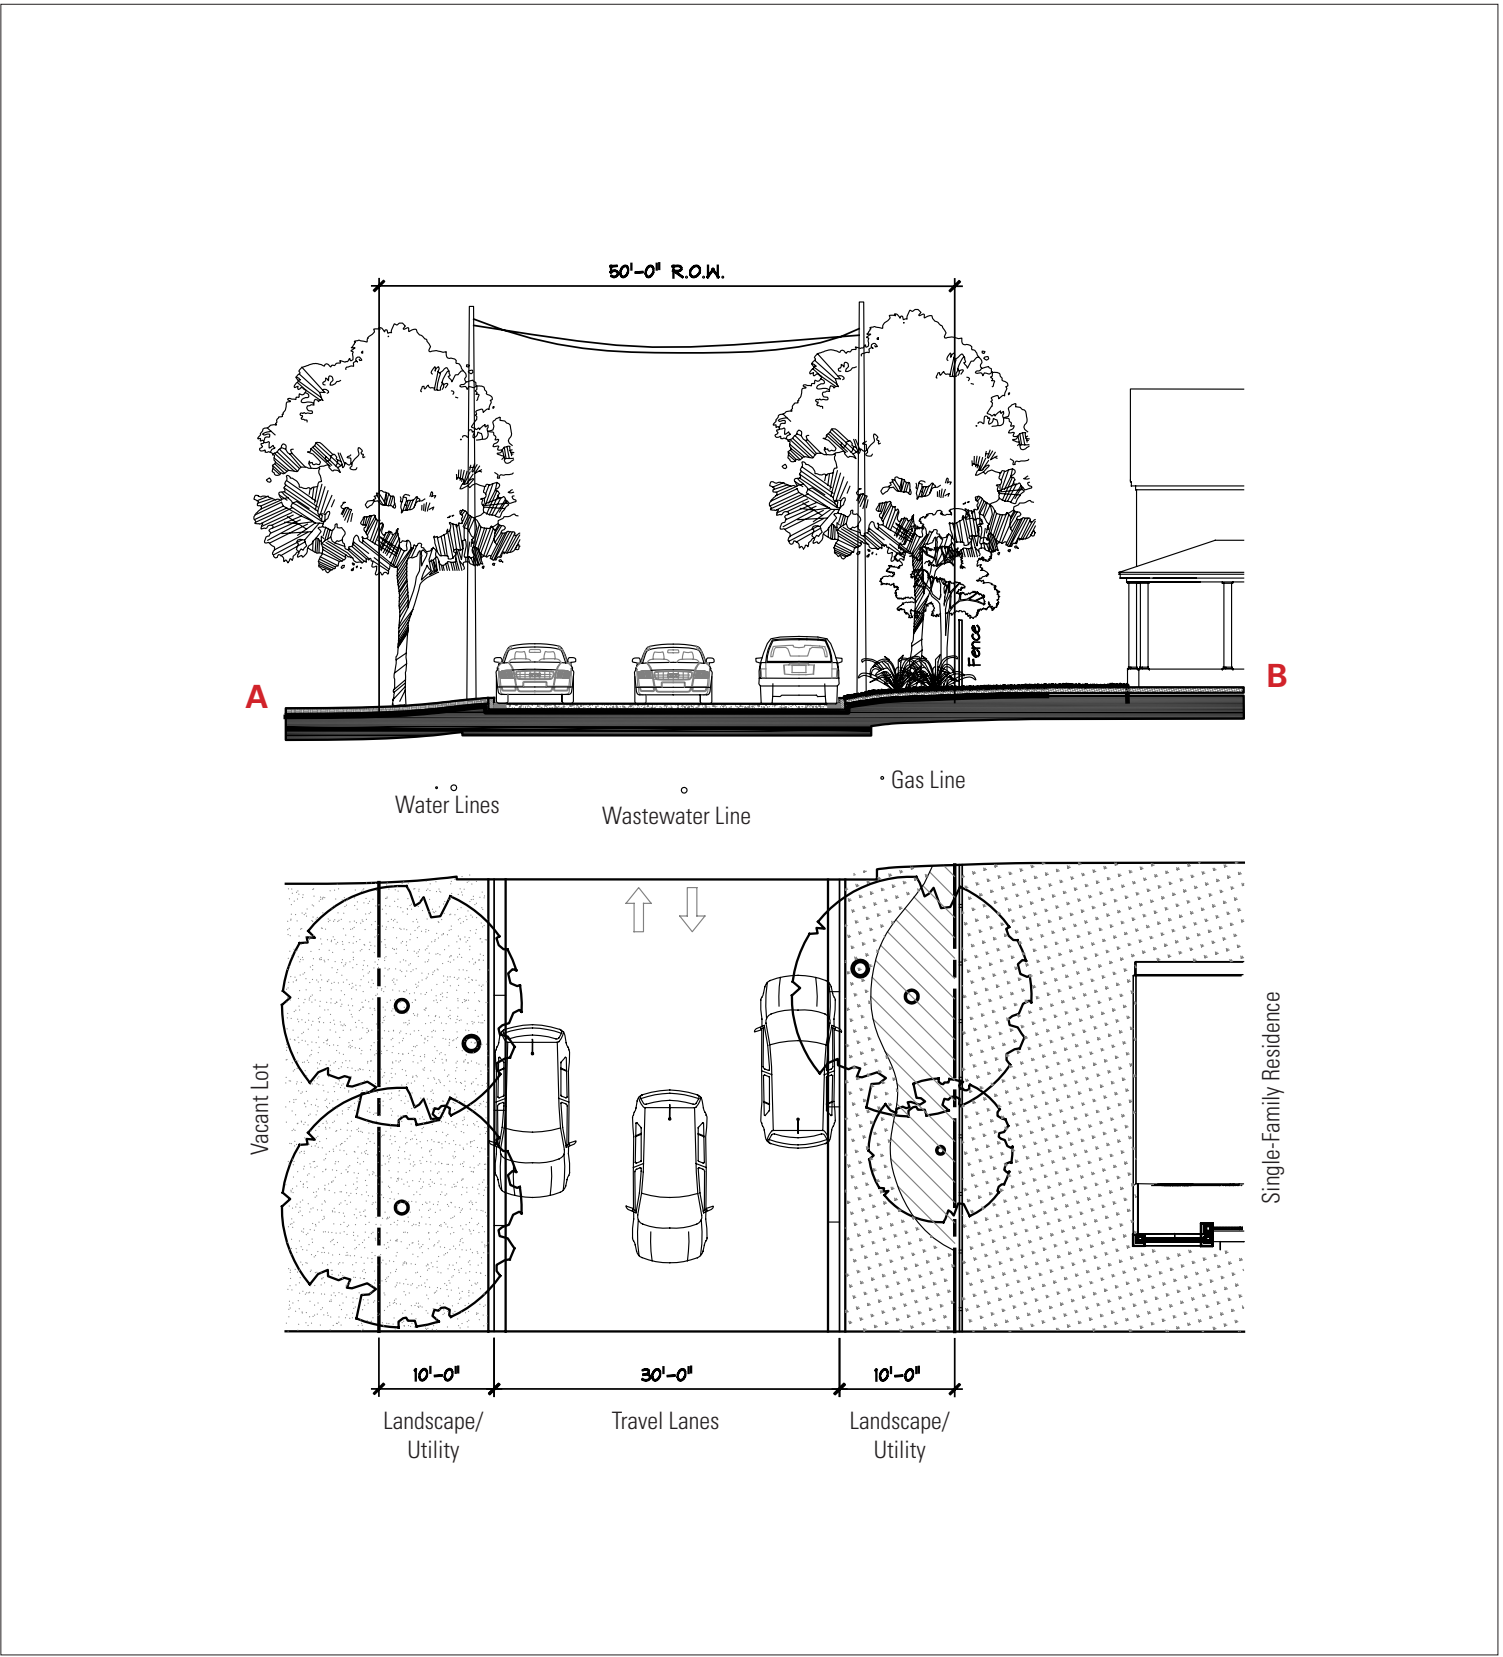 50'-0" R.O.W.
Fence
A
B
Gas Line
Water Lines
Wastewater Line
Vacant Lot
Single-Family Residence
10'-0"
30'-0"
10'-0"
Landscape/
Utility
Travel Lanes
Landscape/
Utility